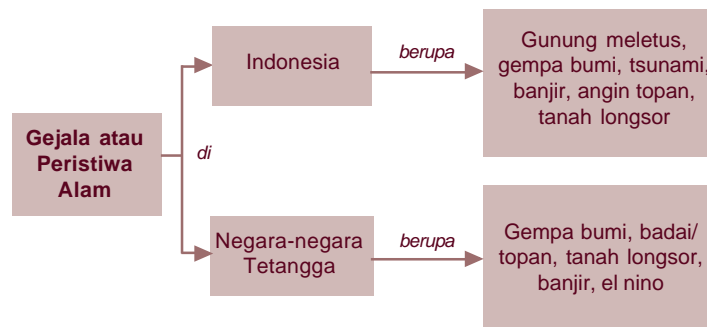 Gejala atau
Peristiwa
Alam
di
Indonesia
berupa
Gunung meletus,
gempa bumi, tsunami,
banjir, angin topan,
tanah longsor
Negara-negara
Tetangga
berupa
Gempa bumi, badai/
topan, tanah longsor,
banjir, el nino